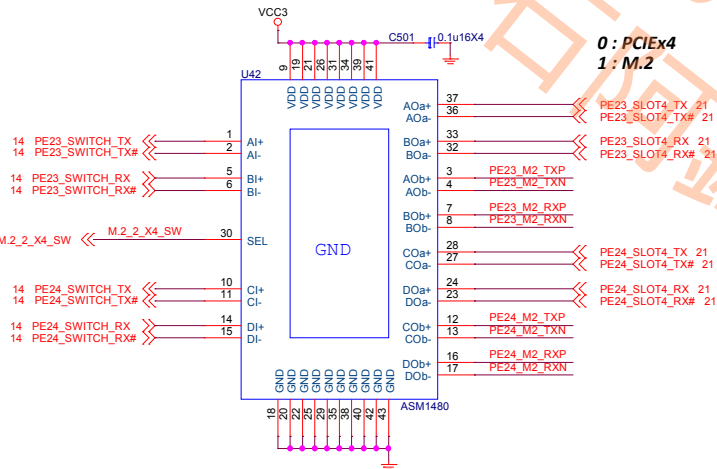 VCC3
C501 0.1u16X4
0 : PCIEx4
1 : M.2
U42
9 19 21 26 31 34 39 41
VDD VDD VDD VDD VDD VDD VDD VDD
14 PE23_SWITCH_TX 1 AI+
14 PE23_SWITCH_TX# 2 AI-
14 PE23_SWITCH_RX 5 BI+
14 PE23_SWITCH_RX# 6 BI-
M.2_2_X4_SW M.2_2_X4_SW 30 SEL
14 PE24_SWITCH_TX 10 CI+
14 PE24_SWITCH_TX# 11 CI-
14 PE24_SWITCH_RX 14 DI+
14 PE24_SWITCH_RX# 15 DI-
GND
AOa+ 37 PE23_SLOT4_TX 21
AOa- 36 PE23_SLOT4_TX# 21
BOa+ 33 PE23_SLOT4_RX 21
BOa- 32 PE23_SLOT4_RX# 21
AOb+ 3 PE23_M2_TXP
AOb- 4 PE23_M2_TXN
BOb+ 7 PE23_M2_RXP
BOb- 8 PE23_M2_RXN
COa+ 28 PE24_SLOT4_TX 21
COa- 27 PE24_SLOT4_TX# 21
DOa+ 24 PE24_SLOT4_RX 21
DOa- 23 PE24_SLOT4_RX# 21
COb+ 12 PE24_M2_TXP
COb- 13 PE24_M2_TXN
DOb+ 16 PE24_M2_RXP
DOb- 17 PE24_M2_RXN
GND GND GND GND GND GND GND GND GND GND
18 20 22 25 29 35 38 40 42 43
ASM1480